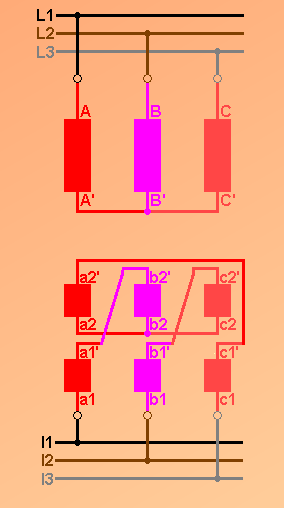 L1
L2
L3
A B C
A' B' C'
a2' b2' c2'
a2 b2 c2
a1' b1' c1'
a1 b1 c1
l1
l2
l3